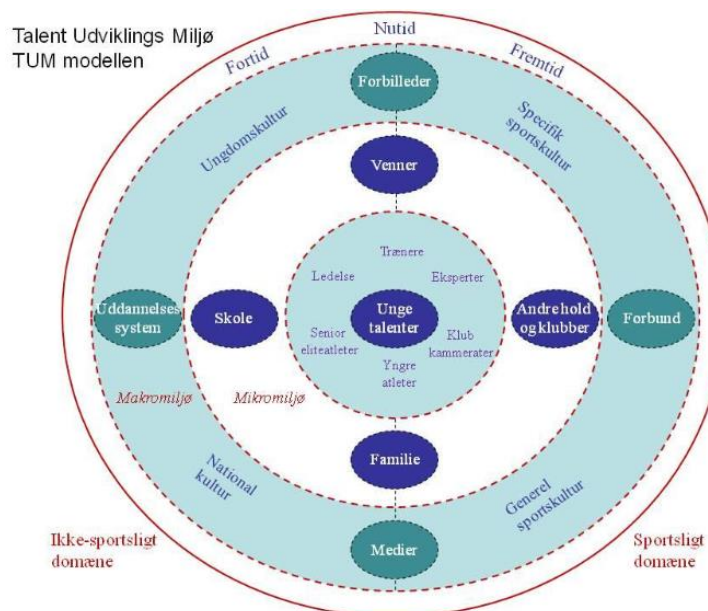 Talent Udviklings Miljø
TUM modellen
Nutid
Fortid
Fremtid
Forbilleder
Ungdomskultur
Specifik
sportskultur
Venner
Trænere
Ledelse
Eksperter
Uddannelses
system
Skole
Unge
talenter
Andre hold
og klubber
Forbund
Senior
eliteatleter
Klub
kammerater
Yngre
atleter
Makromiljø
Mikromiljø
Familie
National
kultur
Generel
sportskultur
Medier
Ikke-sportsligt
domæne
Sportsligt
domæne